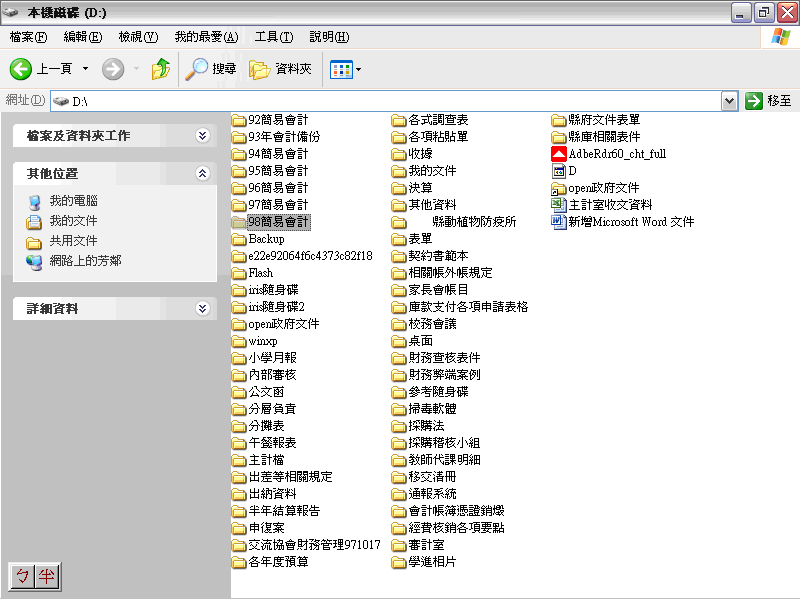 本機磁碟 (D:)
檔案(F) 編輯(E) 檢視(V) 我的最愛(A) 工具(T) 說明(H)
上一頁 搜尋 資料夾
網址(D) D:\ 移至
檔案及資料夾工作
其他位置
我的電腦
我的文件
共用文件
網路上的芳鄰
詳細資料
ㄅ半
92簡易會計
93年會計備份
94簡易會計
95簡易會計
96簡易會計
97簡易會計
98簡易會計
Backup
e22e92064f6c4373c82f18
Flash
iris隨身碟
iris隨身碟2
open政府文件
winxp
小學月報
內部審核
公文函
分層負責
分攤表
午餐報表
主計檔
出差等相關規定
出納資料
半年結算報告
申復案
交流協會財務管理971017
各年度預算
各式調查表
各項粘貼單
收據
我的文件
決算
其他資料
縣動植物防疫所
表單
契約書範本
相關帳外帳規定
家長會帳目
庫款支付各項申請表格
校務會議
桌面
財務查核表件
財務弊端案例
參考隨身碟
掃毒軟體
採購法
採購稽核小組
教師代課明細
移交清冊
通報系統
會計帳簿憑證銷燬
經費核銷各項要點
審計室
學進相片
縣府文件表單
縣庫相關表件
AdbeRdr60_cht_full
D
open政府文件
主計室收文資料
新增Microsoft Word 文件